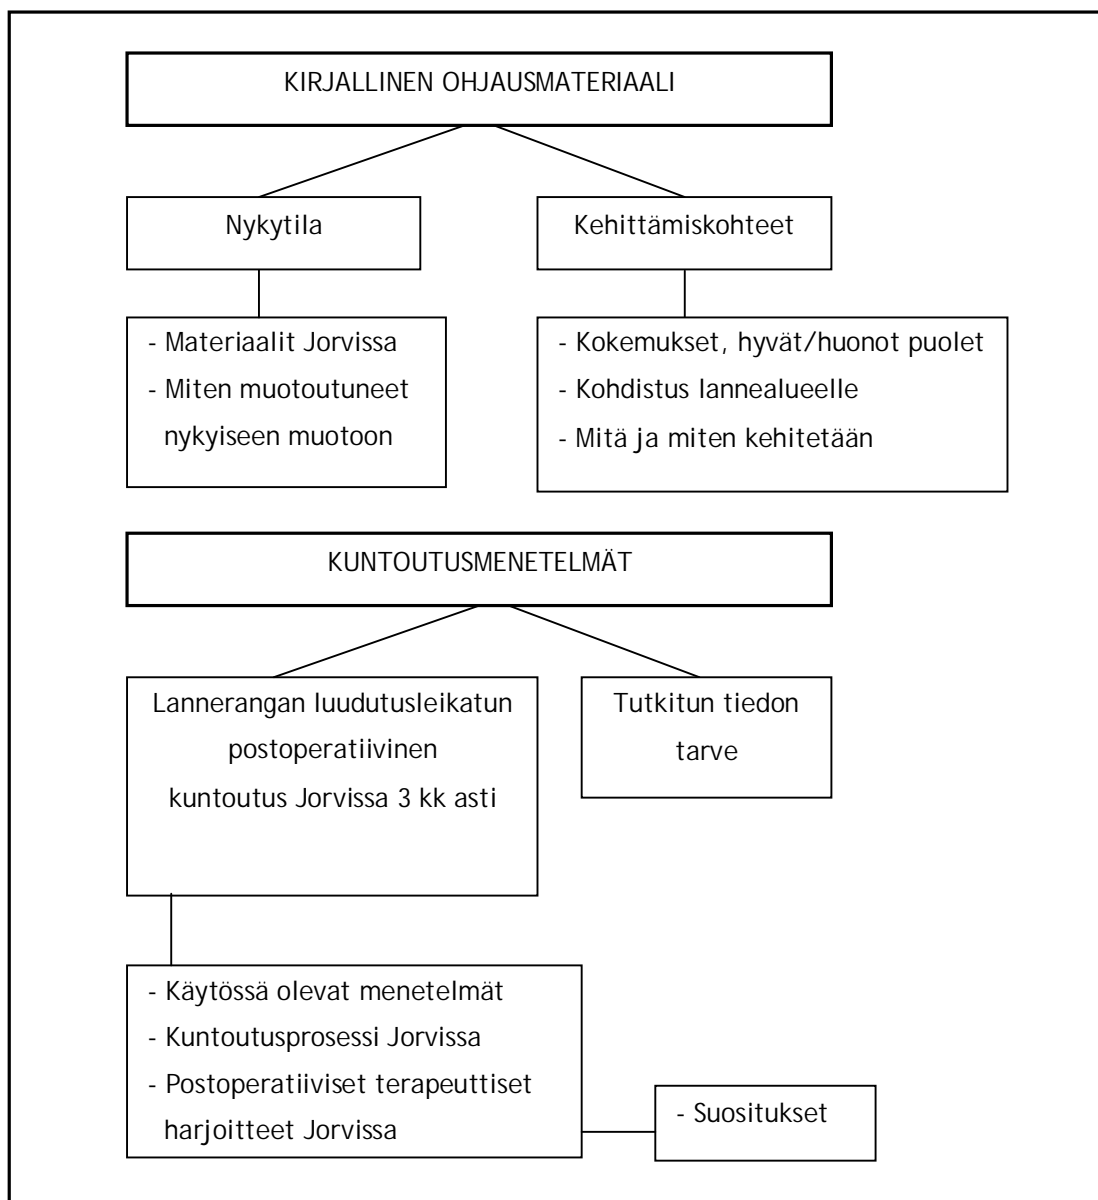 KIRJALLINEN OHJAUSMATERIAALI
Nykytila
Kehittämiskohteet
- Materiaalit Jorvissa
- Miten muotoutuneet
nykyiseen muotoon
- Kokemukset, hyvät/huonot puolet
- Kohdistus lannealueelle
- Mitä ja miten kehitetään
KUNTOUTUSMENETELMÄT
Lannerangan luudutusleikatun
postoperatiivinen
kuntoutus Jorvissa 3 kk asti
Tutkitun tiedon
tarve
- Käytössä olevat menetelmät
- Kuntoutusprosessi Jorvissa
- Postoperatiiviset terapeuttiset
harjoitteet Jorvissa
- Suositukset